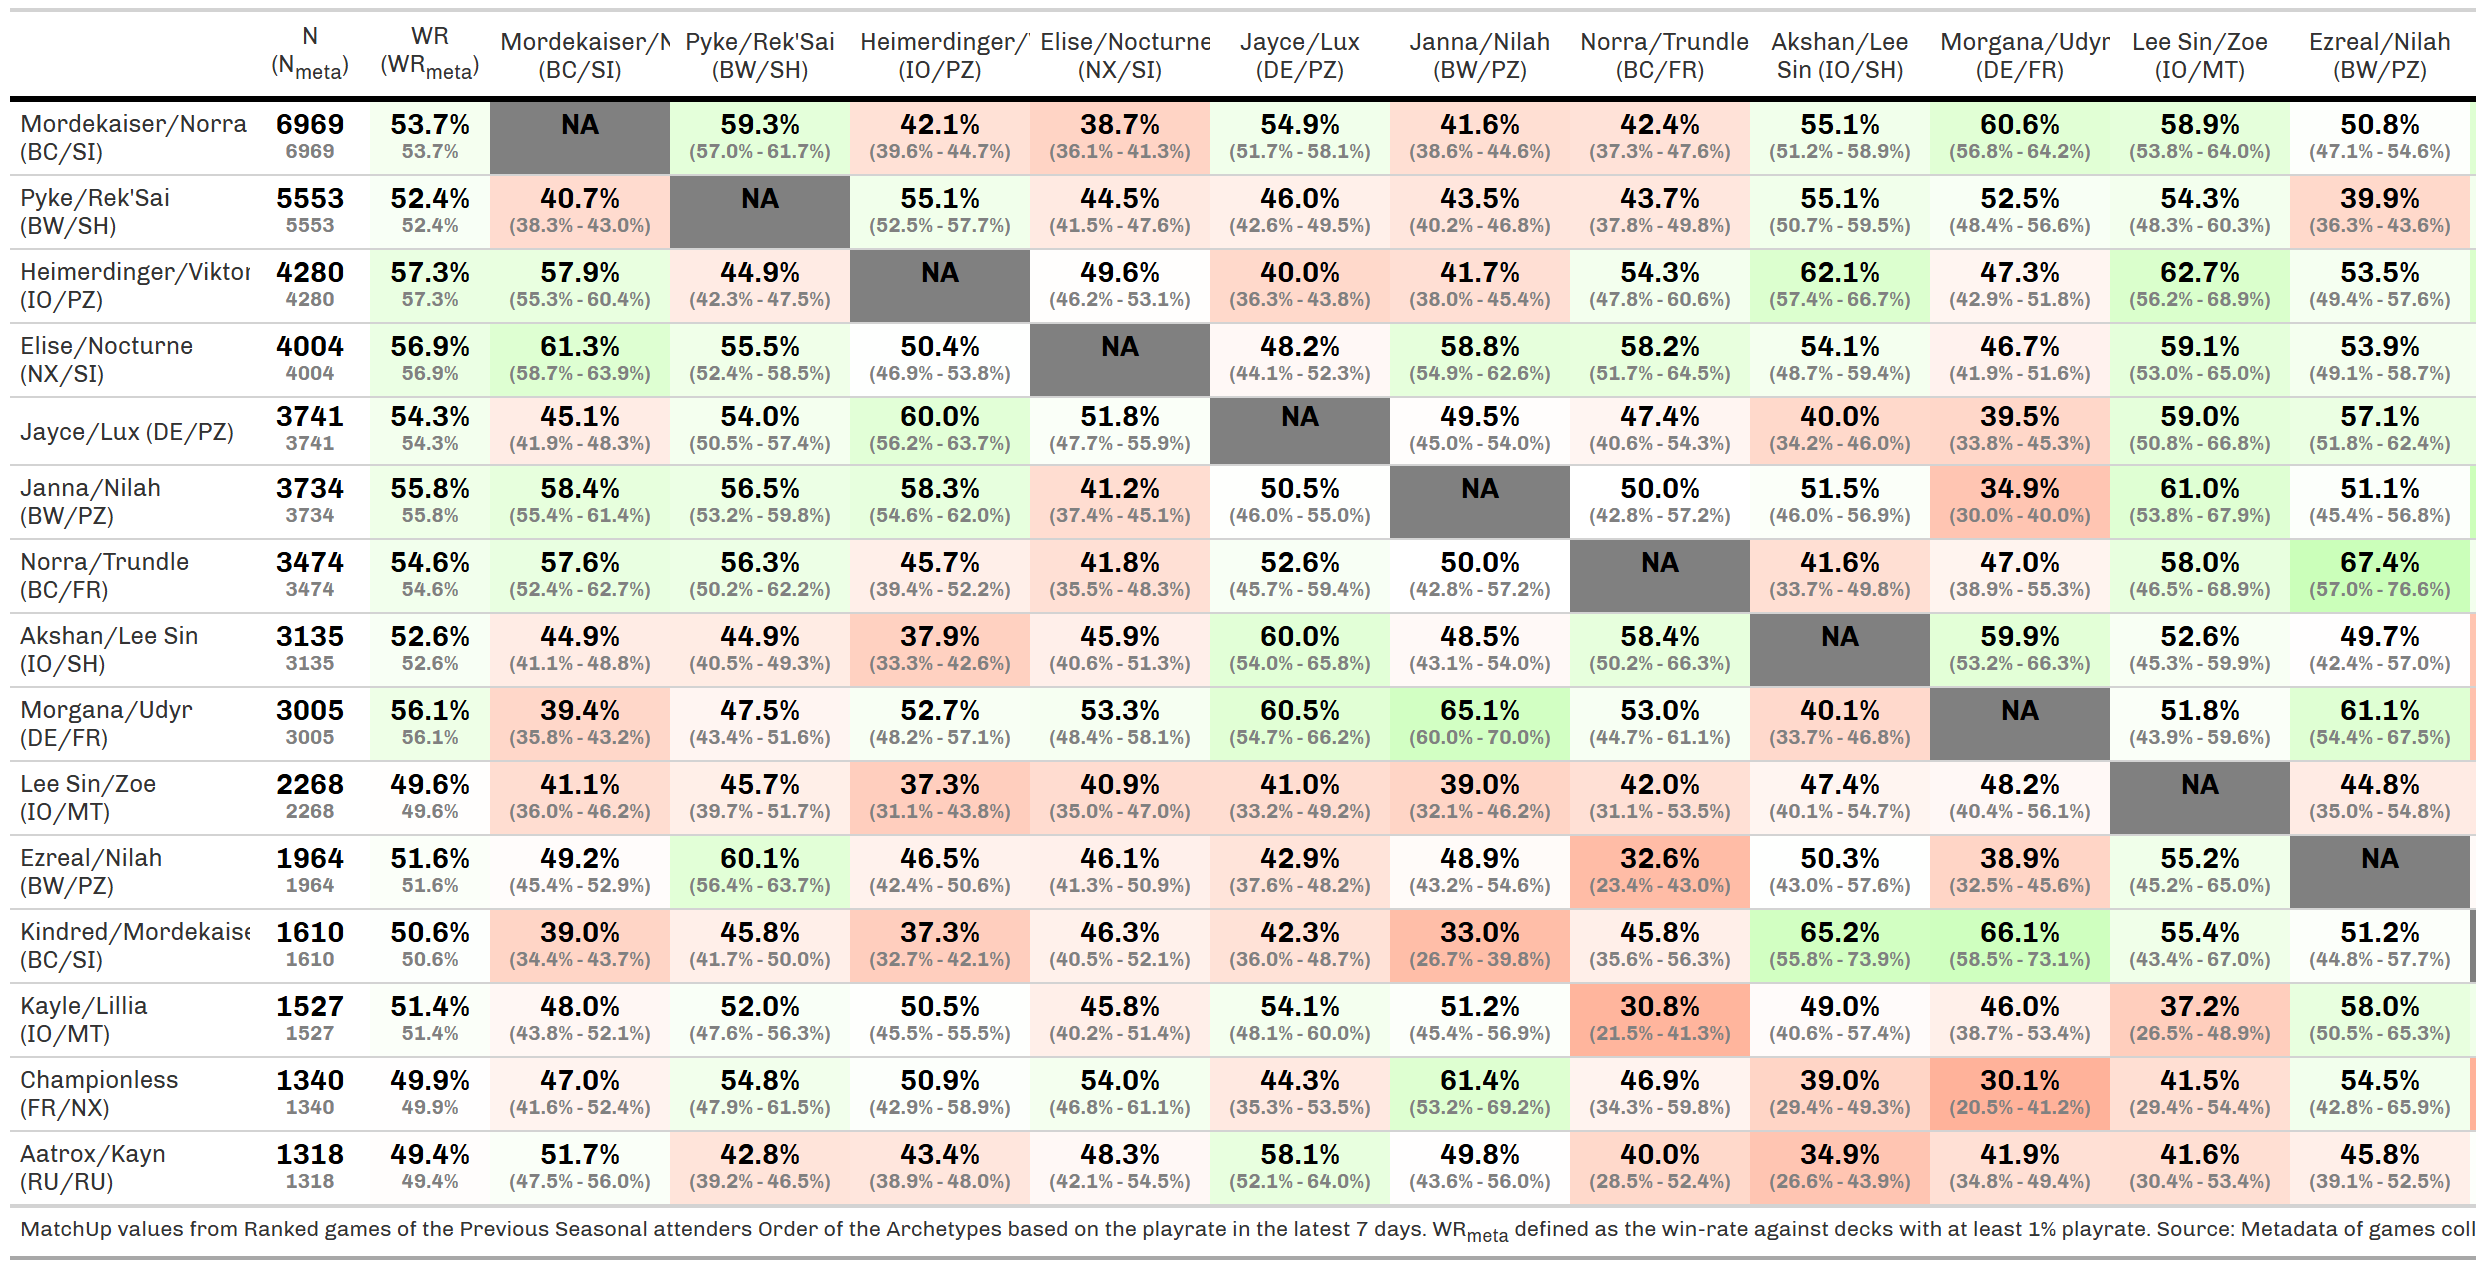 N WR Mordekaiser/N Pyke/Rek'Sai Heimerdinger/ Elise/Nocturne Jayce/Lux Janna/Nilah Norra/Trundle Akshan/Lee Morgana/Udyr Lee Sin/Zoe Ezreal/Nilah
(Nmeta) (WRmeta) (BC/SI) (BW/SH) (IO/PZ) (NX/SI) (DE/PZ) (BW/PZ) (BC/FR) Sin (IO/SH) (DE/FR) (IO/MT) (BW/PZ)
Mordekaiser/Norra 6969 53.7% NA 59.3% 42.1% 38.7% 54.9% 41.6% 42.4% 55.1% 60.6% 58.9% 50.8%
(BC/SI) 6969 53.7% (57.0% - 61.7%) (39.6% - 44.7%) (36.1% - 41.3%) (51.7% - 58.1%) (38.6% - 44.6%) (37.3% - 47.6%) (51.2% - 58.9%) (56.8% - 64.2%) (53.8% - 64.0%) (47.1% - 54.6%)
Pyke/Rek'Sai 5553 52.4% 40.7% NA 55.1% 44.5% 46.0% 43.5% 43.7% 55.1% 52.5% 54.3% 39.9%
(BW/SH) 5553 52.4% (38.3% - 43.0%) (52.5% - 57.7%) (41.5% - 47.6%) (42.6% - 49.5%) (40.2% - 46.8%) (37.8% - 49.8%) (50.7% - 59.5%) (48.4% - 56.6%) (48.3% - 60.3%) (36.3% - 43.6%)
Heimerdinger/Viktor 4280 57.3% 57.9% 44.9% NA 49.6% 40.0% 41.7% 54.3% 62.1% 47.3% 62.7% 53.5%
(IO/PZ) 4280 57.3% (55.3% - 60.4%) (42.3% - 47.5%) (46.2% - 53.1%) (36.3% - 43.8%) (38.0% - 45.4%) (47.8% - 60.6%) (57.4% - 66.7%) (42.9% - 51.8%) (56.2% - 68.9%) (49.4% - 57.6%)
Elise/Nocturne 4004 56.9% 61.3% 55.5% 50.4% NA 48.2% 58.8% 58.2% 54.1% 46.7% 59.1% 53.9%
(NX/SI) 4004 56.9% (58.7% - 63.9%) (52.4% - 58.5%) (46.9% - 53.8%) (44.1% - 52.3%) (54.9% - 62.6%) (51.7% - 64.5%) (48.7% - 59.4%) (41.9% - 51.6%) (53.0% - 65.0%) (49.1% - 58.7%)
Jayce/Lux (DE/PZ) 3741 54.3% 45.1% 54.0% 60.0% 51.8% NA 49.5% 47.4% 40.0% 39.5% 59.0% 57.1%
3741 54.3% (41.9% - 48.3%) (50.5% - 57.4%) (56.2% - 63.7%) (47.7% - 55.9%) (45.0% - 54.0%) (40.6% - 54.3%) (34.2% - 46.0%) (33.8% - 45.3%) (50.8% - 66.8%) (51.8% - 62.4%)
Janna/Nilah 3734 55.8% 58.4% 56.5% 58.3% 41.2% 50.5% NA 50.0% 51.5% 34.9% 61.0% 51.1%
(BW/PZ) 3734 55.8% (55.4% - 61.4%) (53.2% - 59.8%) (54.6% - 62.0%) (37.4% - 45.1%) (46.0% - 55.0%) (42.8% - 57.2%) (46.0% - 56.9%) (30.0% - 40.0%) (53.8% - 67.9%) (45.4% - 56.8%)
Norra/Trundle 3474 54.6% 57.6% 56.3% 45.7% 41.8% 52.6% 50.0% NA 41.6% 47.0% 58.0% 67.4%
(BC/FR) 3474 54.6% (52.4% - 62.7%) (50.2% - 62.2%) (39.4% - 52.2%) (35.5% - 48.3%) (45.7% - 59.4%) (42.8% - 57.2%) (33.7% - 49.8%) (38.9% - 55.3%) (46.5% - 68.9%) (57.0% - 76.6%)
Akshan/Lee Sin 3135 52.6% 44.9% 44.9% 37.9% 45.9% 60.0% 48.5% 58.4% NA 59.9% 52.6% 49.7%
(IO/SH) 3135 52.6% (41.1% - 48.8%) (40.5% - 49.3%) (33.3% - 42.6%) (40.6% - 51.3%) (54.0% - 65.8%) (43.1% - 54.0%) (50.2% - 66.3%) (53.2% - 66.3%) (45.3% - 59.9%) (42.4% - 57.0%)
Morgana/Udyr 3005 56.1% 39.4% 47.5% 52.7% 53.3% 60.5% 65.1% 53.0% 40.1% NA 51.8% 61.1%
(DE/FR) 3005 56.1% (35.8% - 43.2%) (43.4% - 51.6%) (48.2% - 57.1%) (48.4% - 58.1%) (54.7% - 66.2%) (60.0% - 70.0%) (44.7% - 61.1%) (33.7% - 46.8%) (43.9% - 59.6%) (54.4% - 67.5%)
Lee Sin/Zoe 2268 49.6% 41.1% 45.7% 37.3% 40.9% 41.0% 39.0% 42.0% 47.4% 48.2% NA 44.8%
(IO/MT) 2268 49.6% (36.0% - 46.2%) (39.7% - 51.7%) (31.1% - 43.8%) (35.0% - 47.0%) (33.2% - 49.2%) (32.1% - 46.2%) (31.1% - 53.5%) (40.1% - 54.7%) (40.4% - 56.1%) (35.0% - 54.8%)
Ezreal/Nilah 1964 51.6% 49.2% 60.1% 46.5% 46.1% 42.9% 48.9% 32.6% 50.3% 38.9% 55.2% NA
(BW/PZ) 1964 51.6% (45.4% - 52.9%) (56.4% - 63.7%) (42.4% - 50.6%) (41.3% - 50.9%) (37.6% - 48.2%) (43.2% - 54.6%) (23.4% - 43.0%) (43.0% - 57.6%) (32.5% - 45.6%) (45.2% - 65.0%)
Kindred/Mordekaise 1610 50.6% 39.0% 45.8% 37.3% 46.3% 42.3% 33.0% 45.8% 65.2% 66.1% 55.4% 51.2%
(BC/SI) 1610 50.6% (34.4% - 43.7%) (41.7% - 50.0%) (32.7% - 42.1%) (40.5% - 52.1%) (36.0% - 48.7%) (26.7% - 39.8%) (35.6% - 56.3%) (55.8% - 73.9%) (58.5% - 73.1%) (43.4% - 67.0%) (44.8% - 57.7%)
Kayle/Lillia 1527 51.4% 48.0% 52.0% 50.5% 45.8% 54.1% 51.2% 30.8% 49.0% 46.0% 37.2% 58.0%
(IO/MT) 1527 51.4% (43.8% - 52.1%) (47.6% - 56.3%) (45.5% - 55.5%) (40.2% - 51.4%) (48.1% - 60.0%) (45.4% - 56.9%) (21.5% - 41.3%) (40.6% - 57.4%) (38.7% - 53.4%) (26.5% - 48.9%) (50.5% - 65.3%)
Championless 1340 49.9% 47.0% 54.8% 50.9% 54.0% 44.3% 61.4% 46.9% 39.0% 30.1% 41.5% 54.5%
(FR/NX) 1340 49.9% (41.6% - 52.4%) (47.9% - 61.5%) (42.9% - 58.9%) (46.8% - 61.1%) (35.3% - 53.5%) (53.2% - 69.2%) (34.3% - 59.8%) (29.4% - 49.3%) (20.5% - 41.2%) (29.4% - 54.4%) (42.8% - 65.9%)
Aatrox/Kayn 1318 49.4% 51.7% 42.8% 43.4% 48.3% 58.1% 49.8% 40.0% 34.9% 41.9% 41.6% 45.8%
(RU/RU) 1318 49.4% (47.5% - 56.0%) (39.2% - 46.5%) (38.9% - 48.0%) (42.1% - 54.5%) (52.1% - 64.0%) (43.6% - 56.0%) (28.5% - 52.4%) (26.6% - 43.9%) (34.8% - 49.4%) (30.4% - 53.4%) (39.1% - 52.5%)
MatchUp values from Ranked games of the Previous Seasonal attenders Order of the Archetypes based on the playrate in the latest 7 days. WRmeta defined as the win-rate against decks with at least 1% playrate. Source: Metadata of games coll